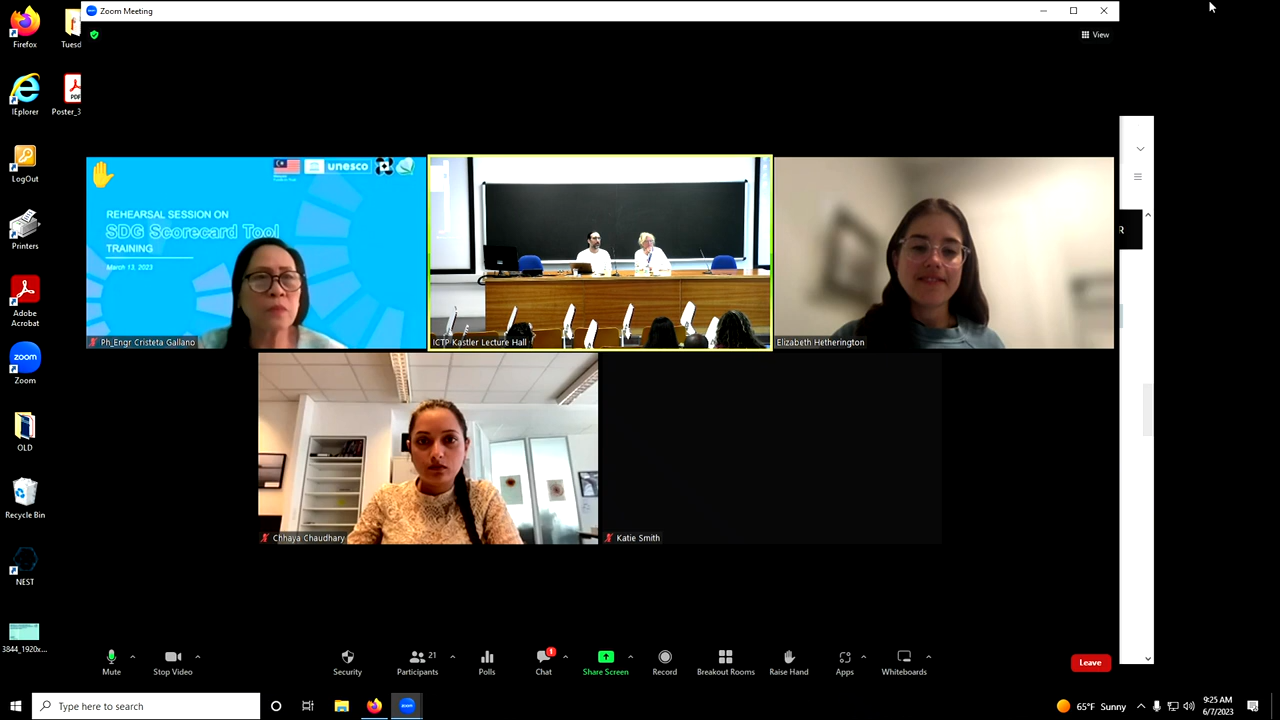 Zoom Meeting
View
Firefox
Tuesd
IEplorer
Poster_3
LogOut
Printers
Adobe
Acrobat
Zoom
zoom
OLD
Recycle Bin
NEST
3844_1920x...
unesco
REHEARSAL SESSION ON
SDG Scorecard Tool
TRAINING
March 13, 2023
Ph_Engr Cristeta Gallano
ICTP Kastler Lecture Hall
Elizabeth Hetherington
R
Chhaya Chaudhary
Katie Smith
Mute
Stop Video
Security
Participants
21
Polls
Chat
1
Share Screen
Record
Breakout Rooms
Raise Hand
Apps
Whiteboards
Leave
Type here to search
65°F Sunny
9:25 AM
6/7/2023